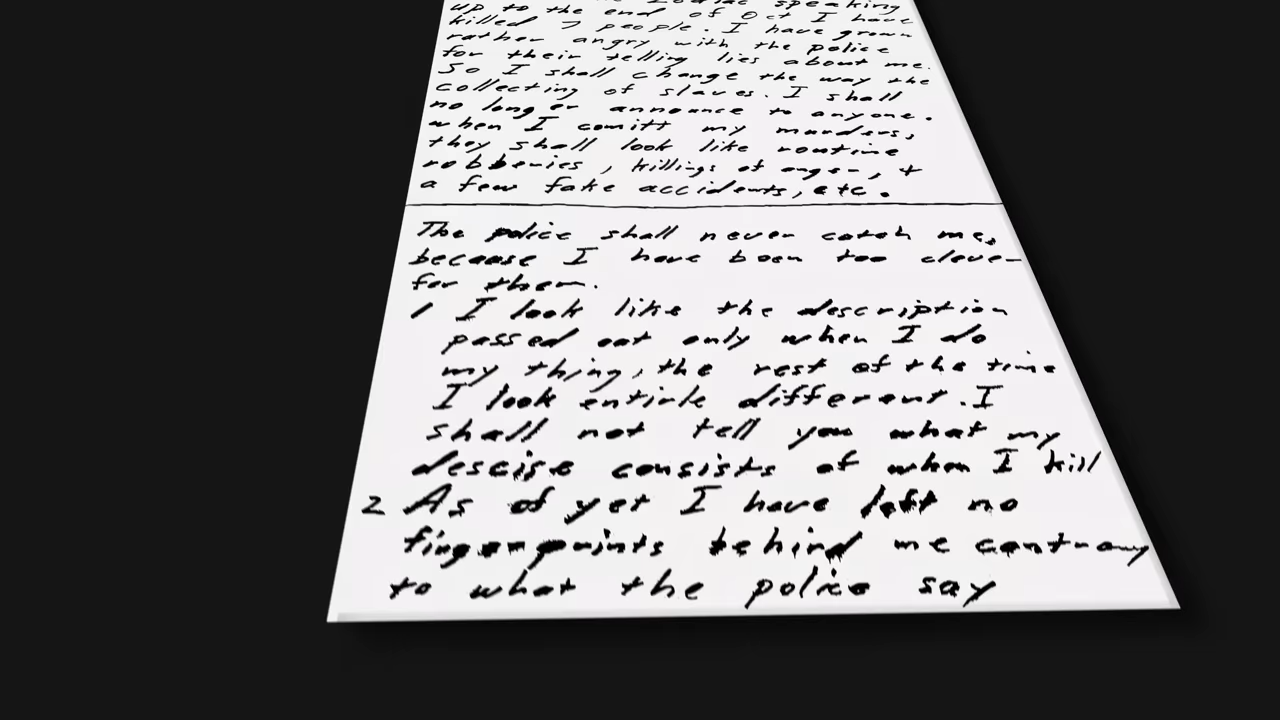 Zodiac speaking
up to the end of Oct I have
killed 7 people. I have grown
rather angry with the police
for their telling lies about me.
So I shall change the way the
collecting of slaves. I shall
no longer announce to anyone.
when I comitt my murders,
they shall look like routine
robberies, killings of anger, +
a few fake accidents, etc.
The police shall never catch me,
because I have been too clever
for them.
1 I look like the description
passed out only when I do
my thing, the rest of the time
I look entirle different. I
shall not tell you what my
descise consists of when I kill
2 As of yet I have left no
fingerprints behind me contrary
to what the police say